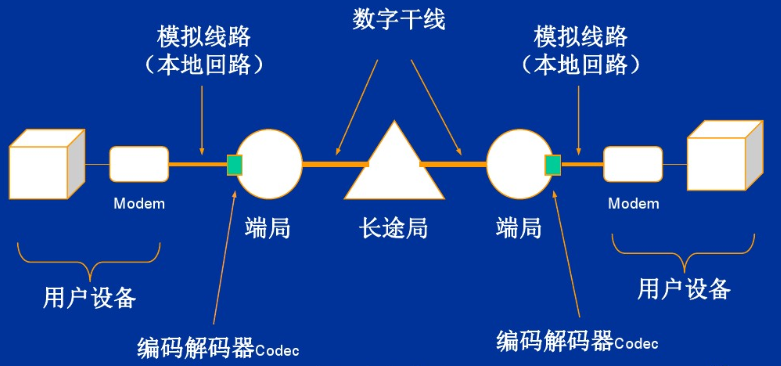 数字干线
模拟线路
（本地回路）
模拟线路
（本地回路）
Modem
Modem
端局
长途局
端局
用户设备
用户设备
编码解码器Codec
编码解码器Codec